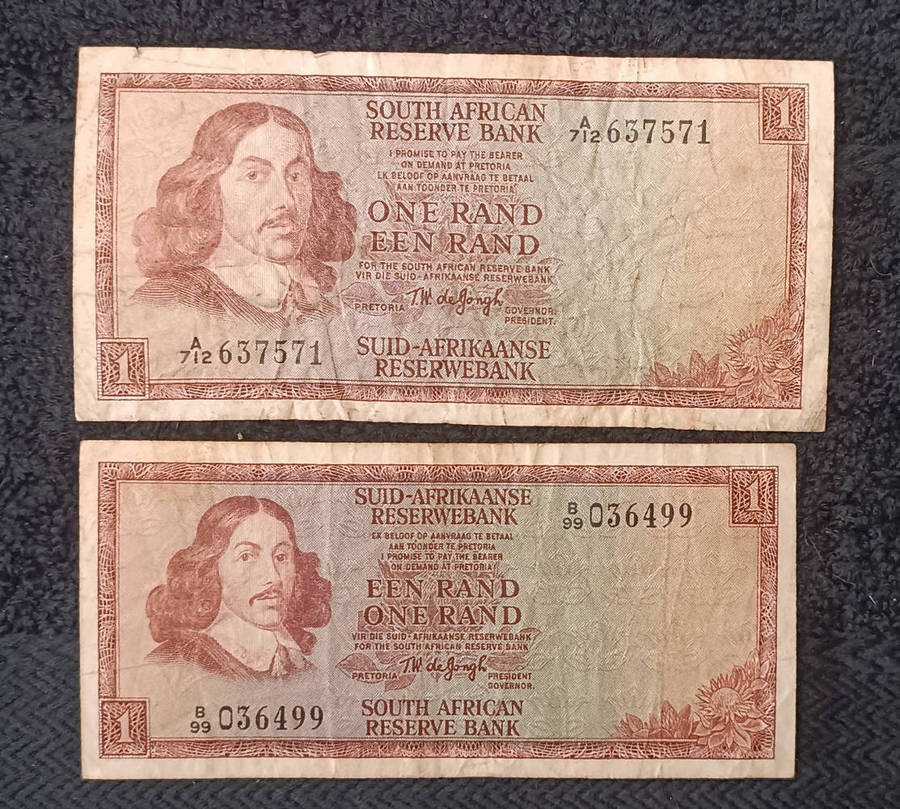 1
SOUTH AFRICAN
RESERVE BANK
A/712 637571
I PROMISE TO PAY THE BEARER
ON DEMAND AT PRETORIA
EK BELOOF OP AANVRAAG TE BETAAL
AAN TOONDER TE PRETORIA
ONE RAND
EEN RAND
FOR THE SOUTH AFRICAN RESERVE BANK
VIR DIE SUID-AFRIKAANSE RESERWEBANK
T.W. de Jongh
PRETORIA GOVERNOR.
PRESIDENT.
A/712 637571
SUID-AFRIKAANSE
RESERWEBANK
1
SUID-AFRIKAANSE
RESERWEBANK
1
B/99 036499
EK BELOOF OP AANVRAAG TE BETAAL
AAN TOONDER TE PRETORIA
I PROMISE TO PAY THE BEARER
ON DEMAND AT PRETORIA
EEN RAND
ONE RAND
VIR DIE SUID-AFRIKAANSE RESERWEBANK
FOR THE SOUTH AFRICAN RESERVE BANK
T.W. de Jongh
PRETORIA PRESIDENT.
GOVERNOR.
B/99 036499
SOUTH AFRICAN
RESERVE BANK
1